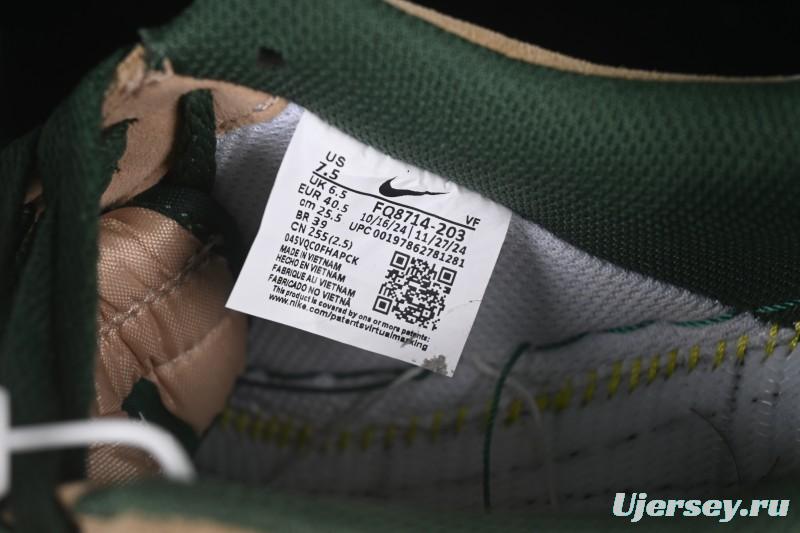 US
7.5
UK 6.5
EUR 40.5
cm 25.5
BR 39
CN 255(2.5)
045VQC0FHAPCK
MADE IN VIETNAM
HECHO EN VIETNAM
FABRIQUE AU VIETNAM
FABRICADO NO VIETNÃ
This product is covered by one or more patents:
www.nike.com/patentsvirtualmarking
VF
FQ8714-203
10/16/24 | 11/27/24
UPC 00197862781281
Ujersey.ru